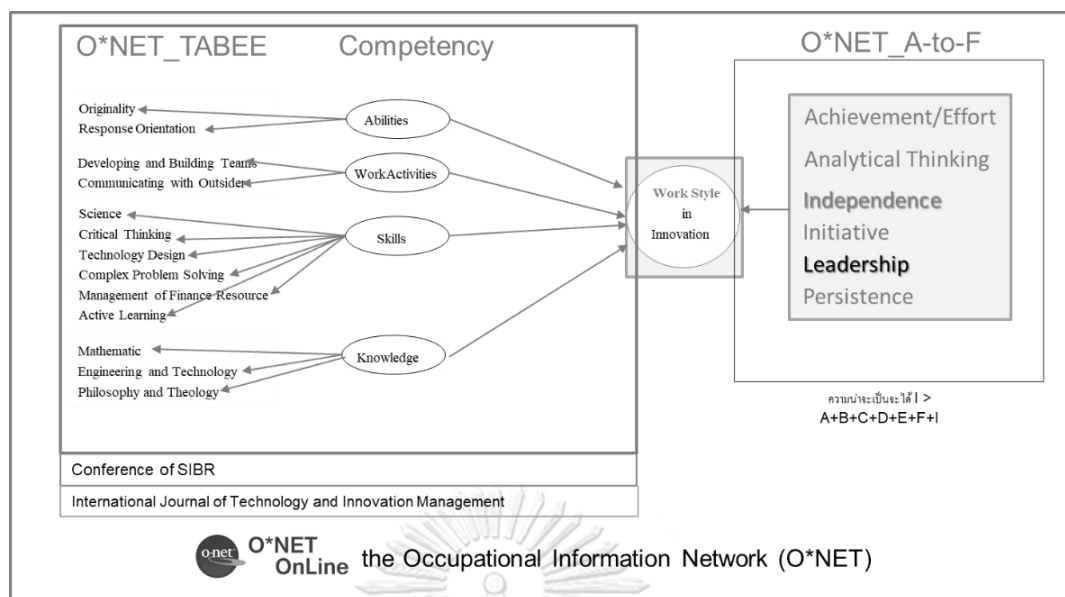 O*NET_TABEE Competency
Originality
Response Orientation
Abilities
Developing and Building Teams
Communicating with Outsider
WorkActivities
Science
Critical Thinking
Technology Design
Complex Problem Solving
Management of Finance Resource
Active Learning
Skills
Mathematic
Engineering and Technology
Philosophy and Theology
Knowledge
Work Style
in
Innovation
O*NET_A-to-F
Achievement/Effort
Analytical Thinking
Independence
Initiative
Leadership
Persistence
ความน่าจะเป็นจะได้ I >
A+B+C+D+E+F+I
Conference of SIBR
International Journal of Technology and Innovation Management
o·net
O*NET
OnLine
the Occupational Information Network (O*NET)